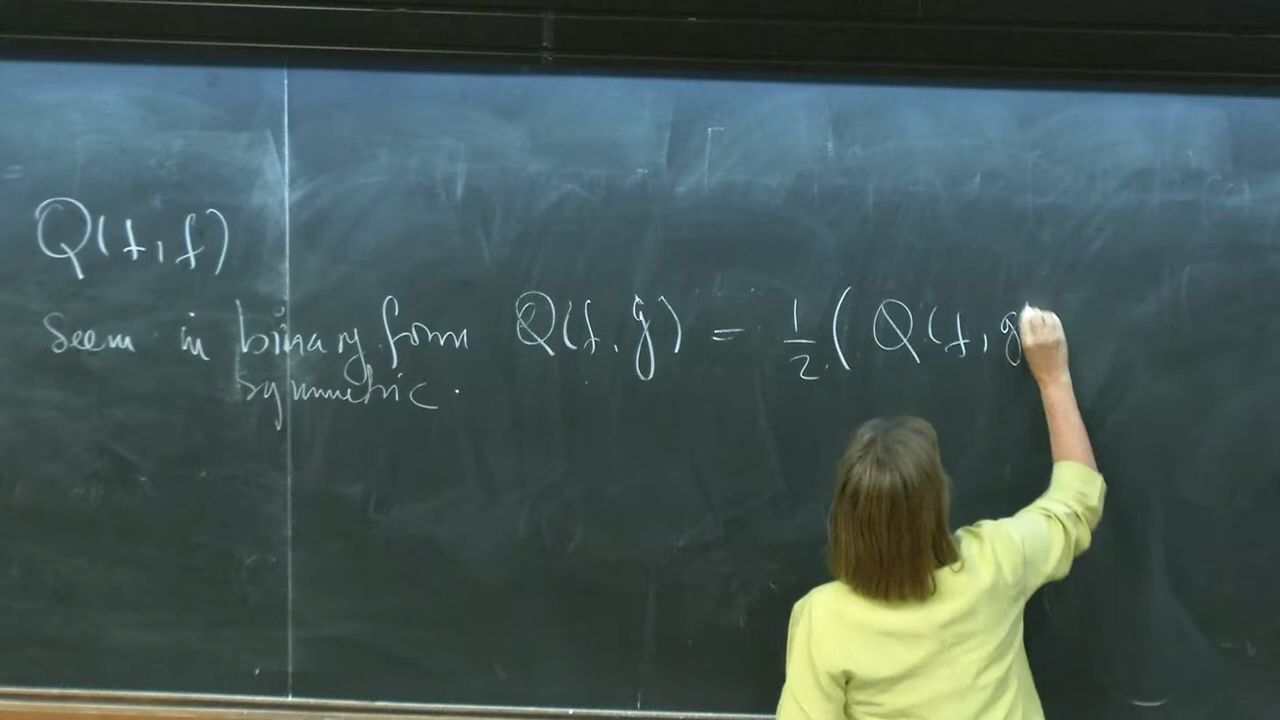 Q(f,f)
Seem in binary form Q(f,g) = 1/2 ( Q(f,g
symmetric.